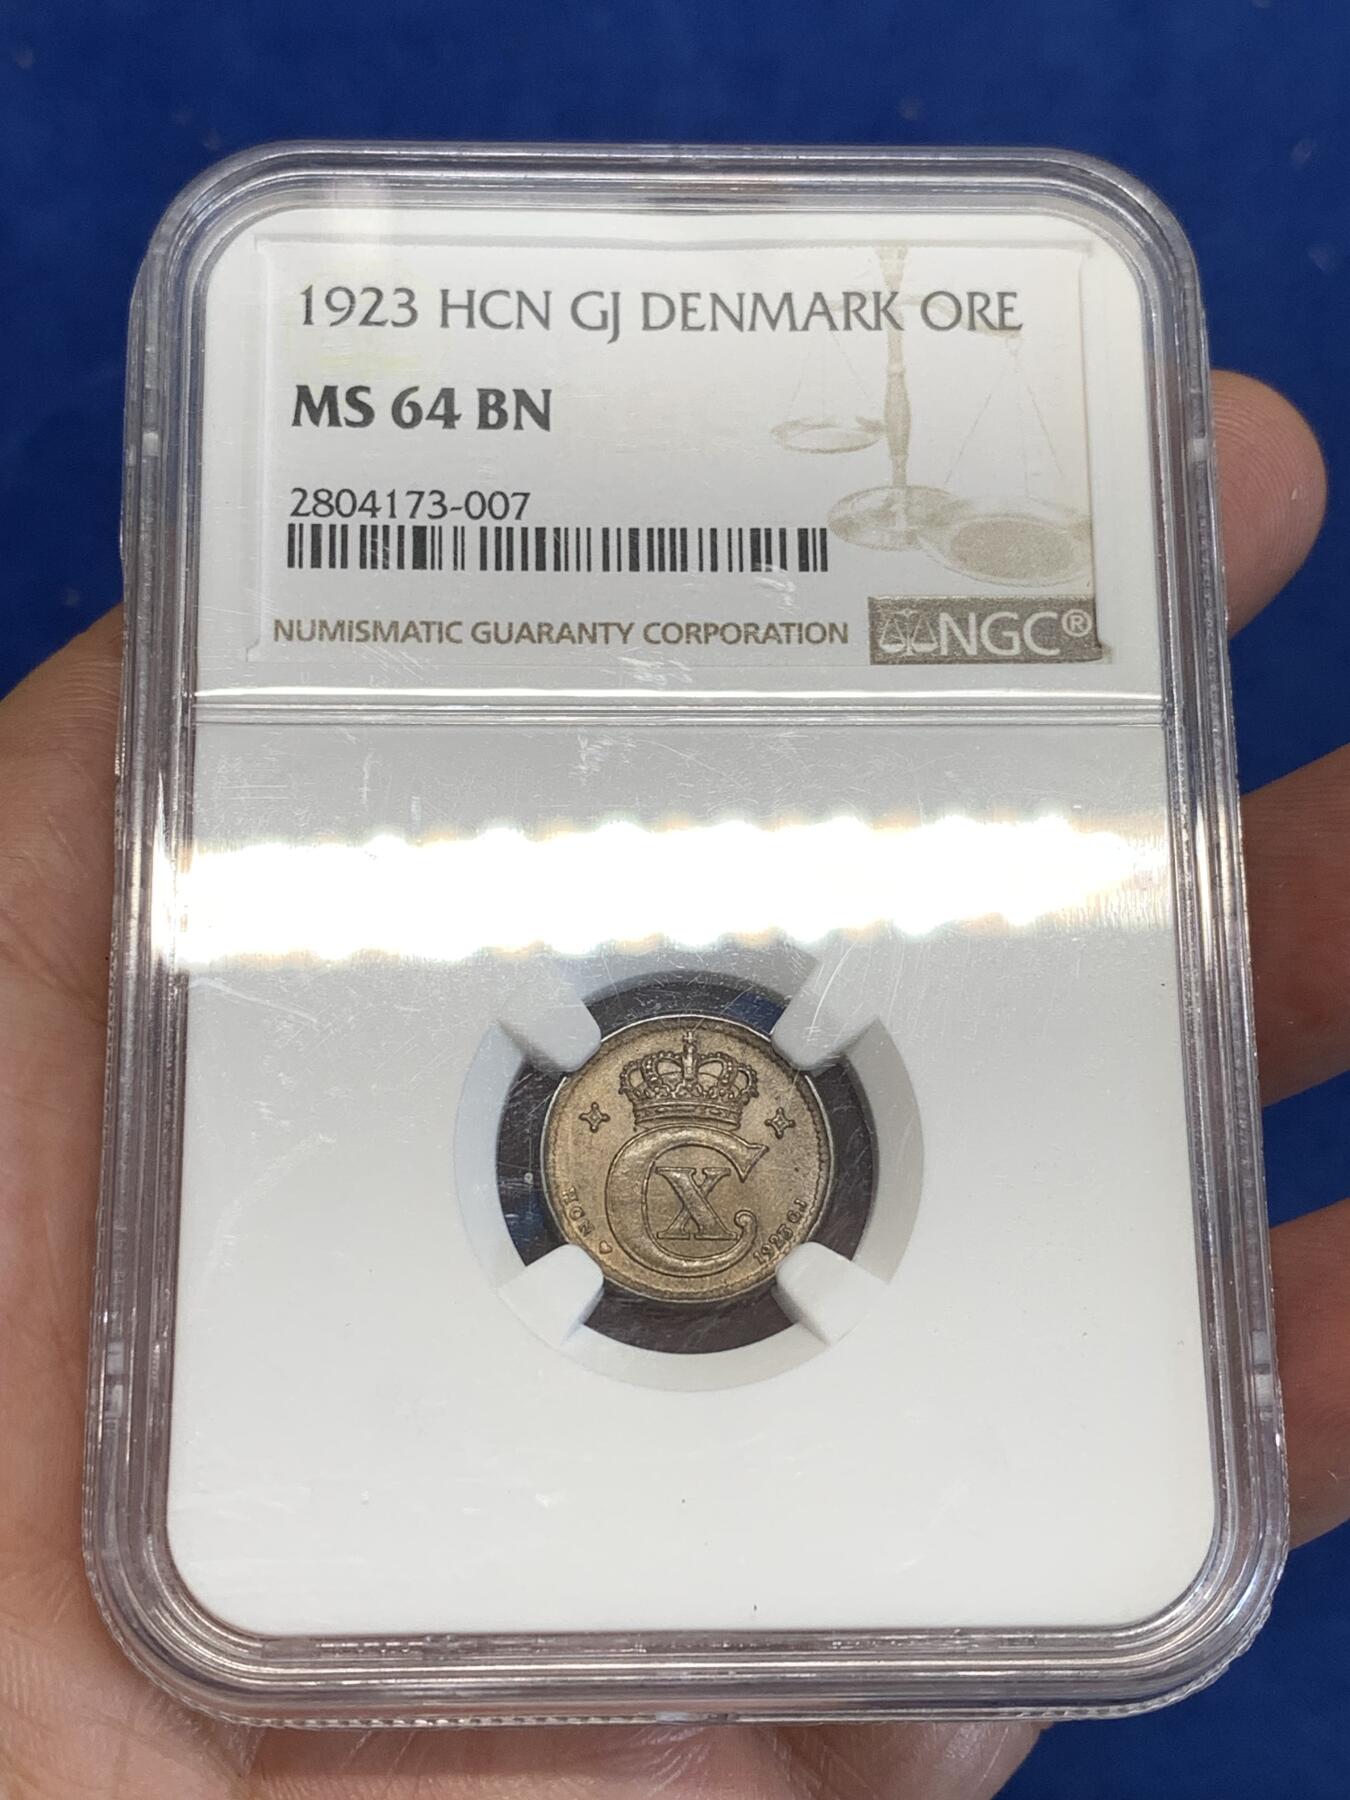 1923 HCN GJ DENMARK ORE
MS 64 BN
2804173-007
NUMISMATIC GUARANTY CORPORATION
NGC®
C X
HCN ♡
1923 GJ